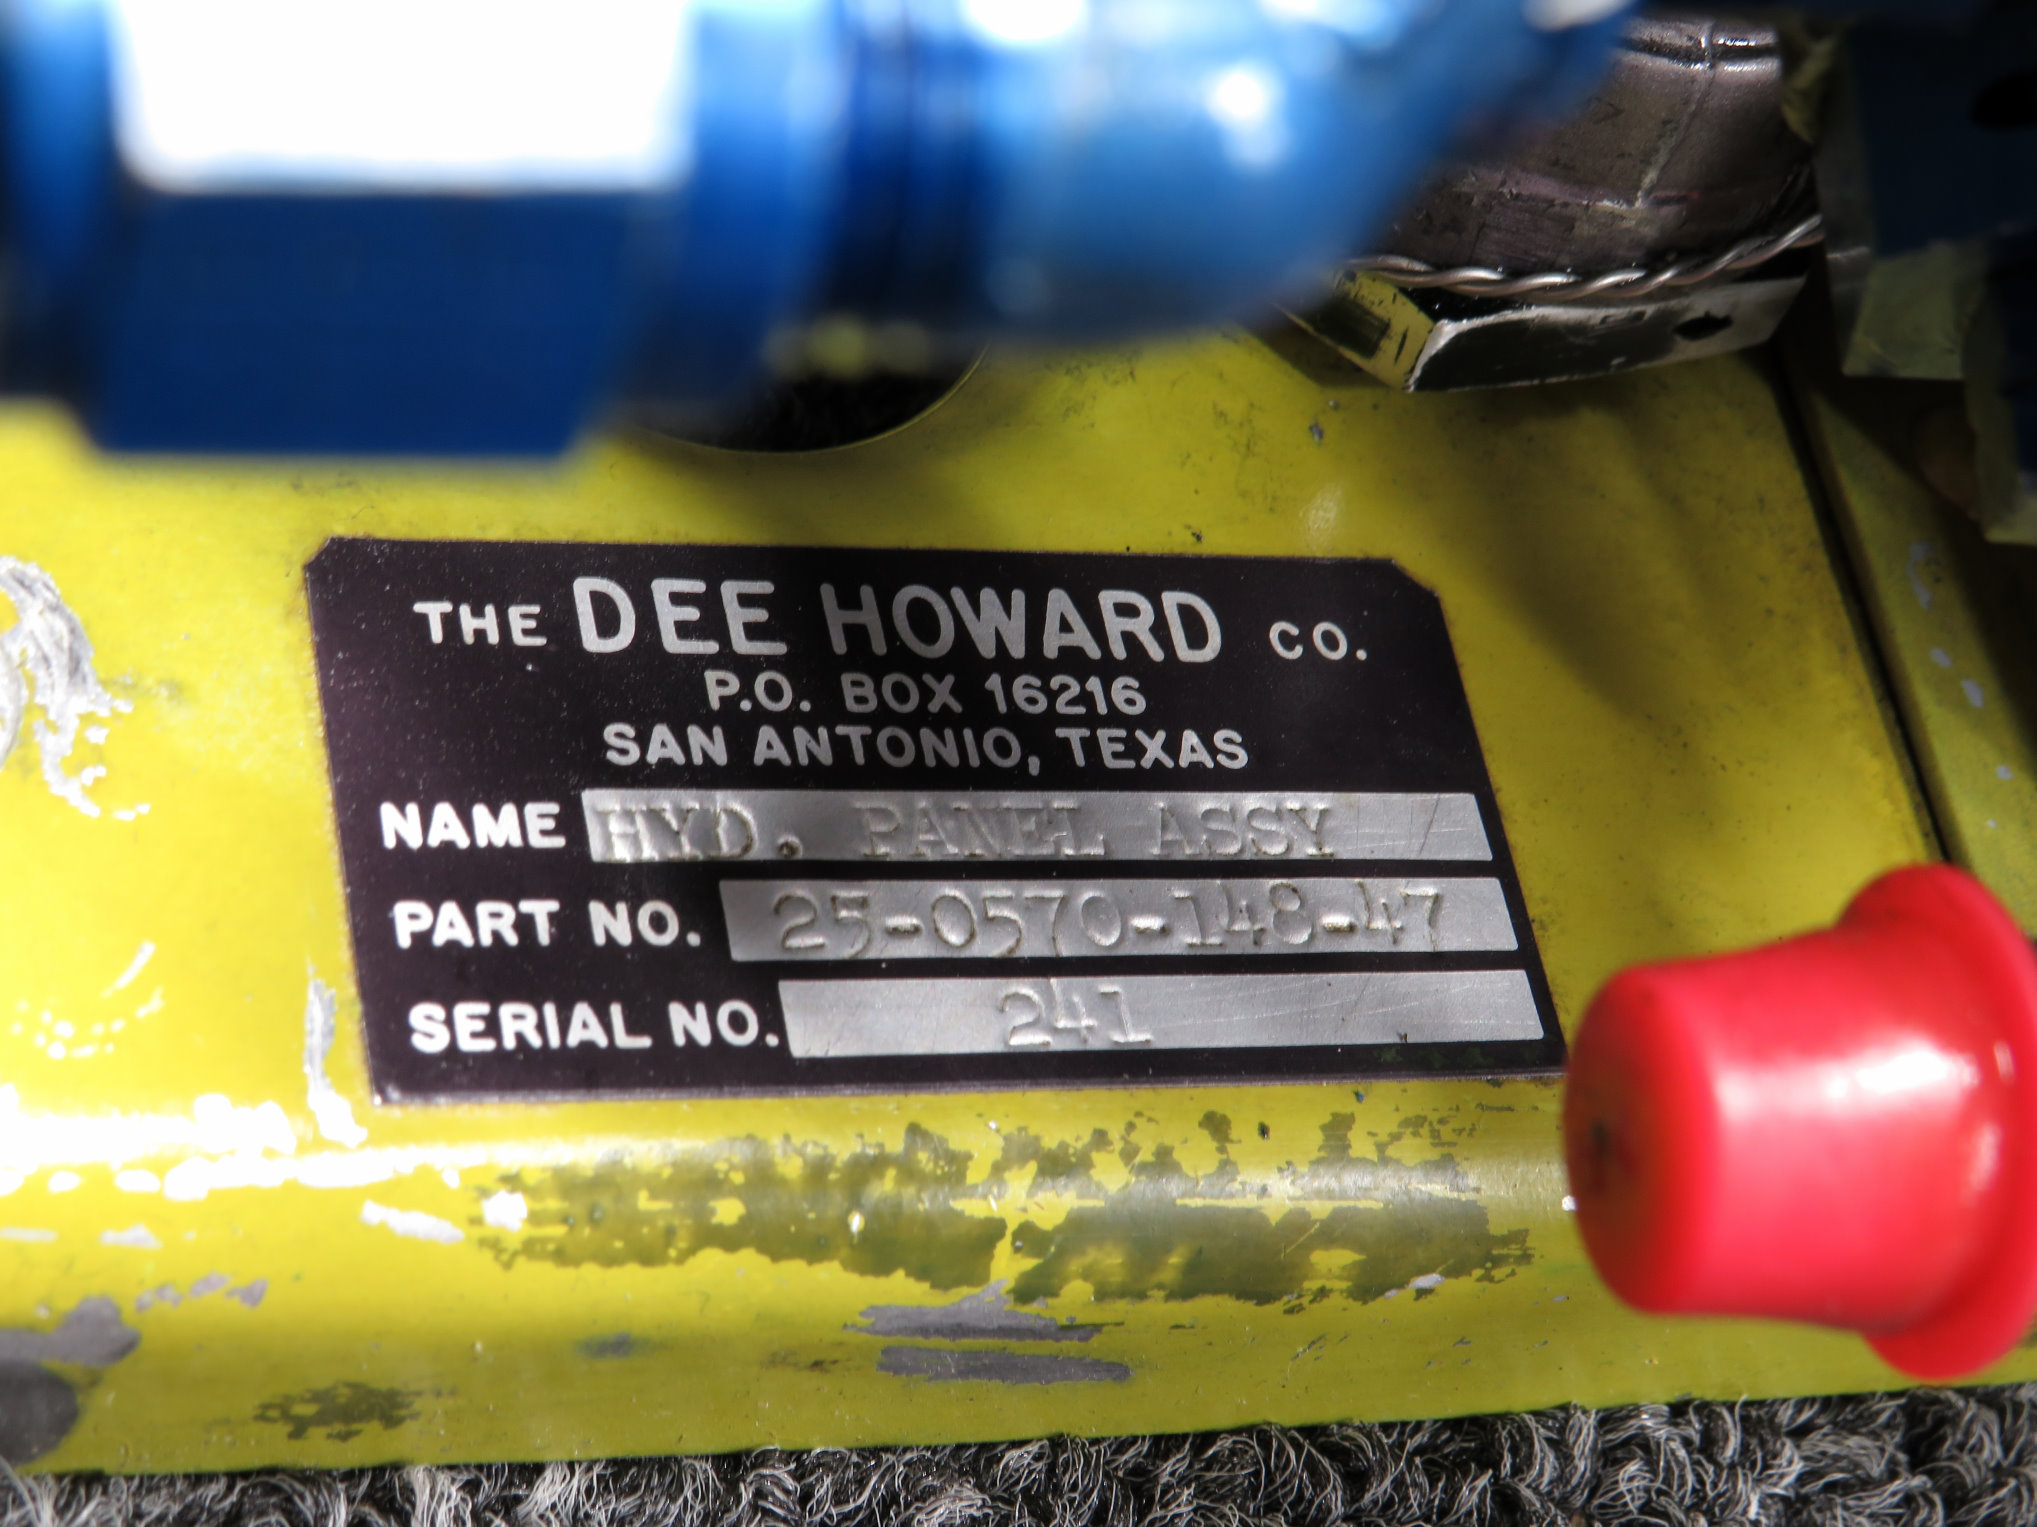 THE DEE HOWARD CO.
P.O. BOX 16216
SAN ANTONIO, TEXAS
NAME HYD. PANEL ASSY
PART NO. 25-0570-148-47
SERIAL NO. 241